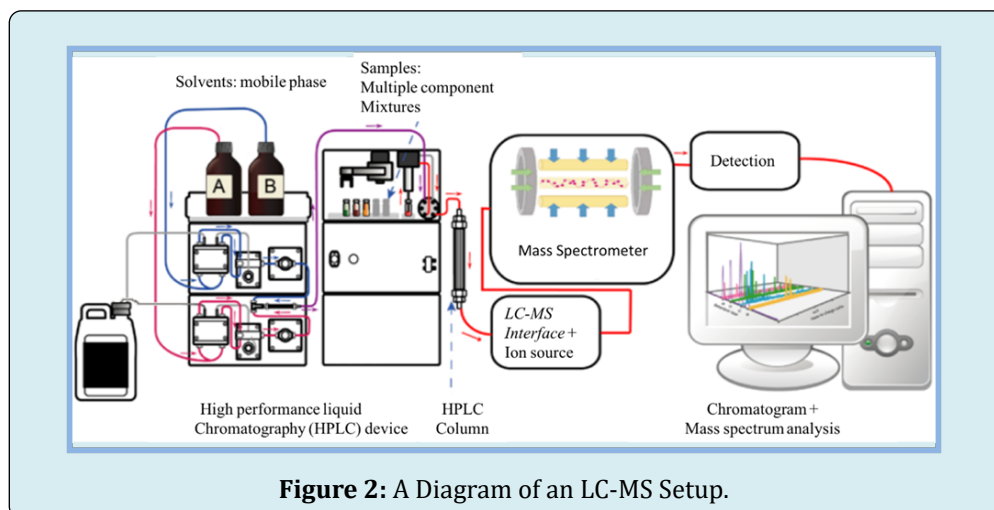 Solvents: mobile phase
Samples:
Multiple component
Mixtures
A
B
Mass Spectrometer
Detection
LC-MS
Interface +
Ion source
High performance liquid
Chromatography (HPLC) device
HPLC
Column
Chromatogram +
Mass spectrum analysis
Figure 2: A Diagram of an LC-MS Setup.